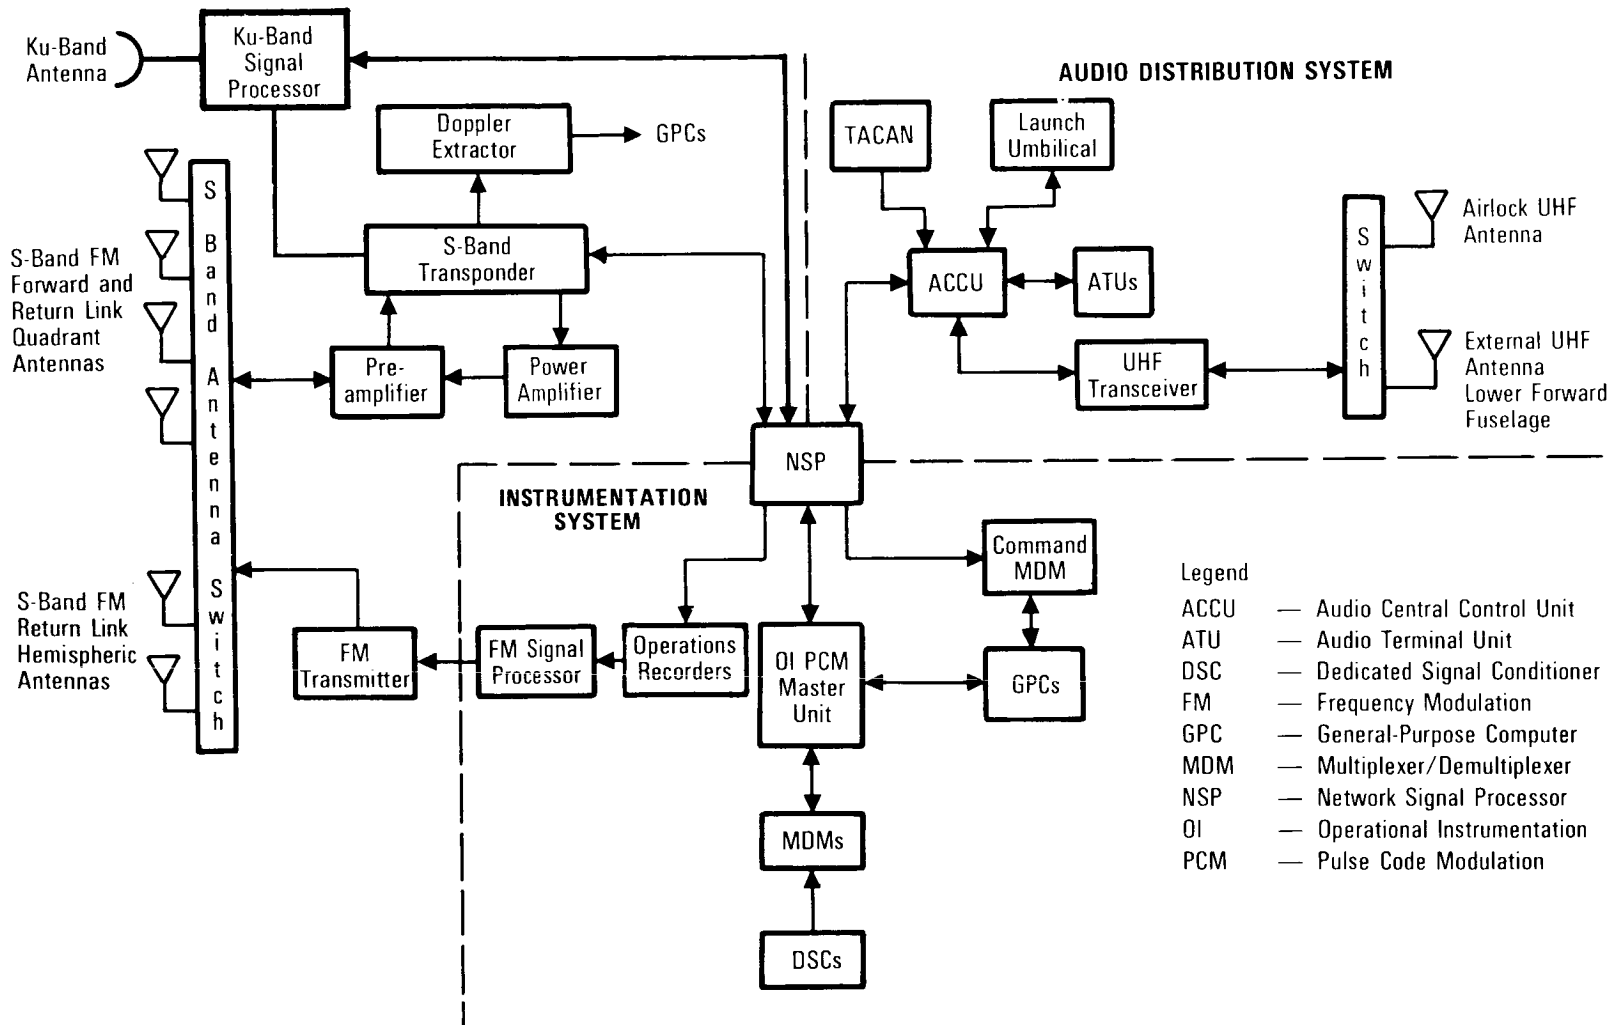 Ku-Band
Antenna
Ku-Band
Signal
Processor
AUDIO DISTRIBUTION SYSTEM
Doppler
Extractor
GPCs
TACAN
Launch
Umbilical
S-Band FM
Forward and
Return Link
Quadrant
Antennas
S Band Antenna Switch
S-Band
Transponder
Pre-
amplifier
Power
Amplifier
ACCU
ATUs
UHF
Transceiver
Switch
Airlock UHF
Antenna
External UHF
Antenna
Lower Forward
Fuselage
NSP
INSTRUMENTATION
SYSTEM
S-Band FM
Return Link
Hemispheric
Antennas
FM
Transmitter
FM Signal
Processor
Operations
Recorders
OI PCM
Master
Unit
Command
MDM
GPCs
MDMs
DSCs
Legend
ACCU — Audio Central Control Unit
ATU — Audio Terminal Unit
DSC — Dedicated Signal Conditioner
FM — Frequency Modulation
GPC — General-Purpose Computer
MDM — Multiplexer/Demultiplexer
NSP — Network Signal Processor
OI — Operational Instrumentation
PCM — Pulse Code Modulation